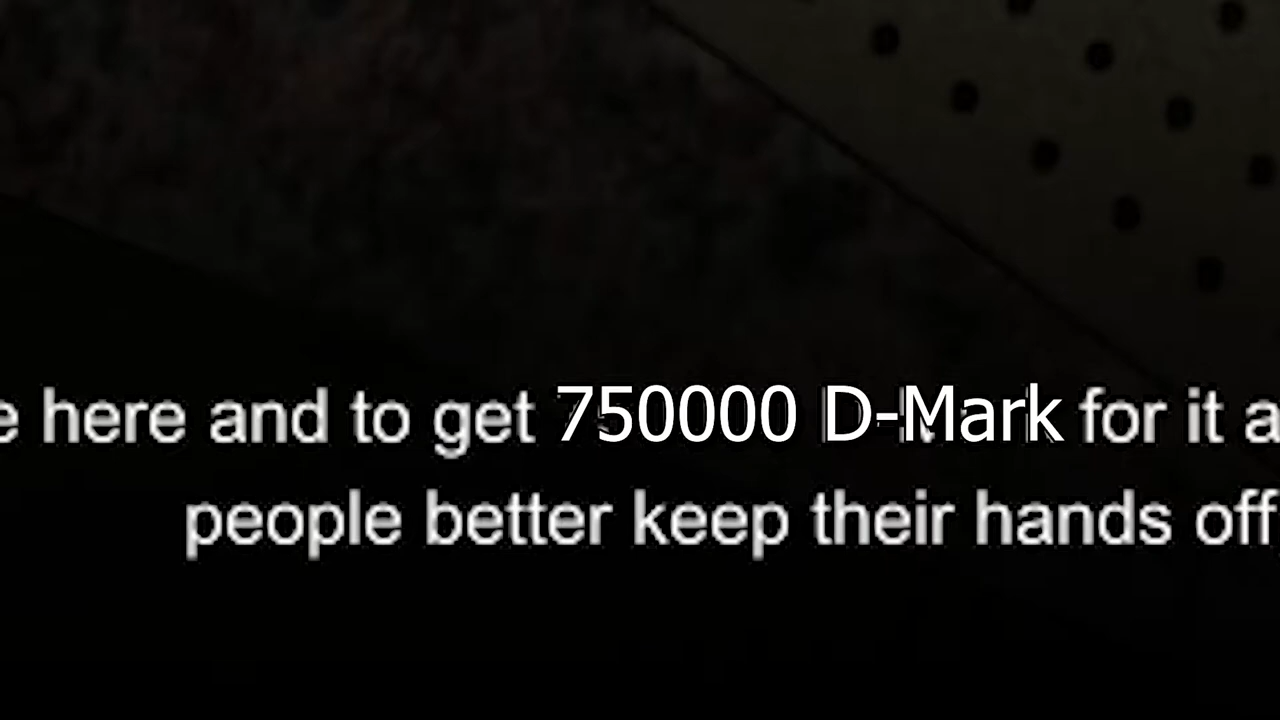 here and to get 750000 D-Mark for it
people better keep their hands off